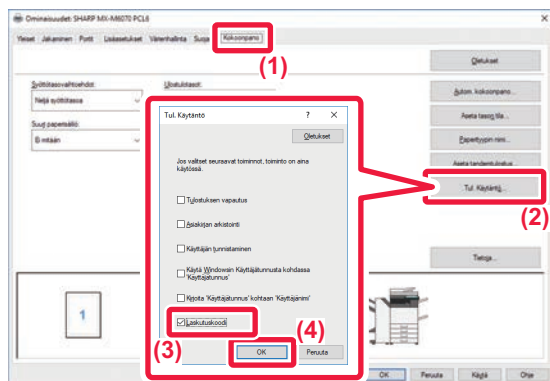 Ominaisuudet: SHARP MX-M6070 PCL6
Yleiset Jakaminen Portit Lisäasetukset Värienhallinta Suoja Kokoonpano
(1)
Oletukset
Syöttötasovaihtoehdot:
Neljä syöttötasoa
Ulostulotasot:
Autom. kokoonpano...
Aseta tason tila...
Suuri paperisäiliö:
Ei mitään
Paperityypin nimi...
Aseta tandemtulostus...
Tul. Käytäntö...
(2)
Tietoja...
Tul. Käytäntö
?
Oletukset
Jos valitset seuraavat toiminnot, toiminto on aina
käytössä.
Tulostuksen vapautus
Asiakirjan arkistointi
Käyttäjän tunnistaminen
Käytä Windowsin Käyttäjätunnusta kohdassa
'Käyttäjätunnus'
Kirjoita 'Käyttäjätunnus' kohtaan 'Käyttäjänimi'
Laskutuskoodi
(3)
(4)
OK Peruuta
1
OK Peruuta Käytä Ohje